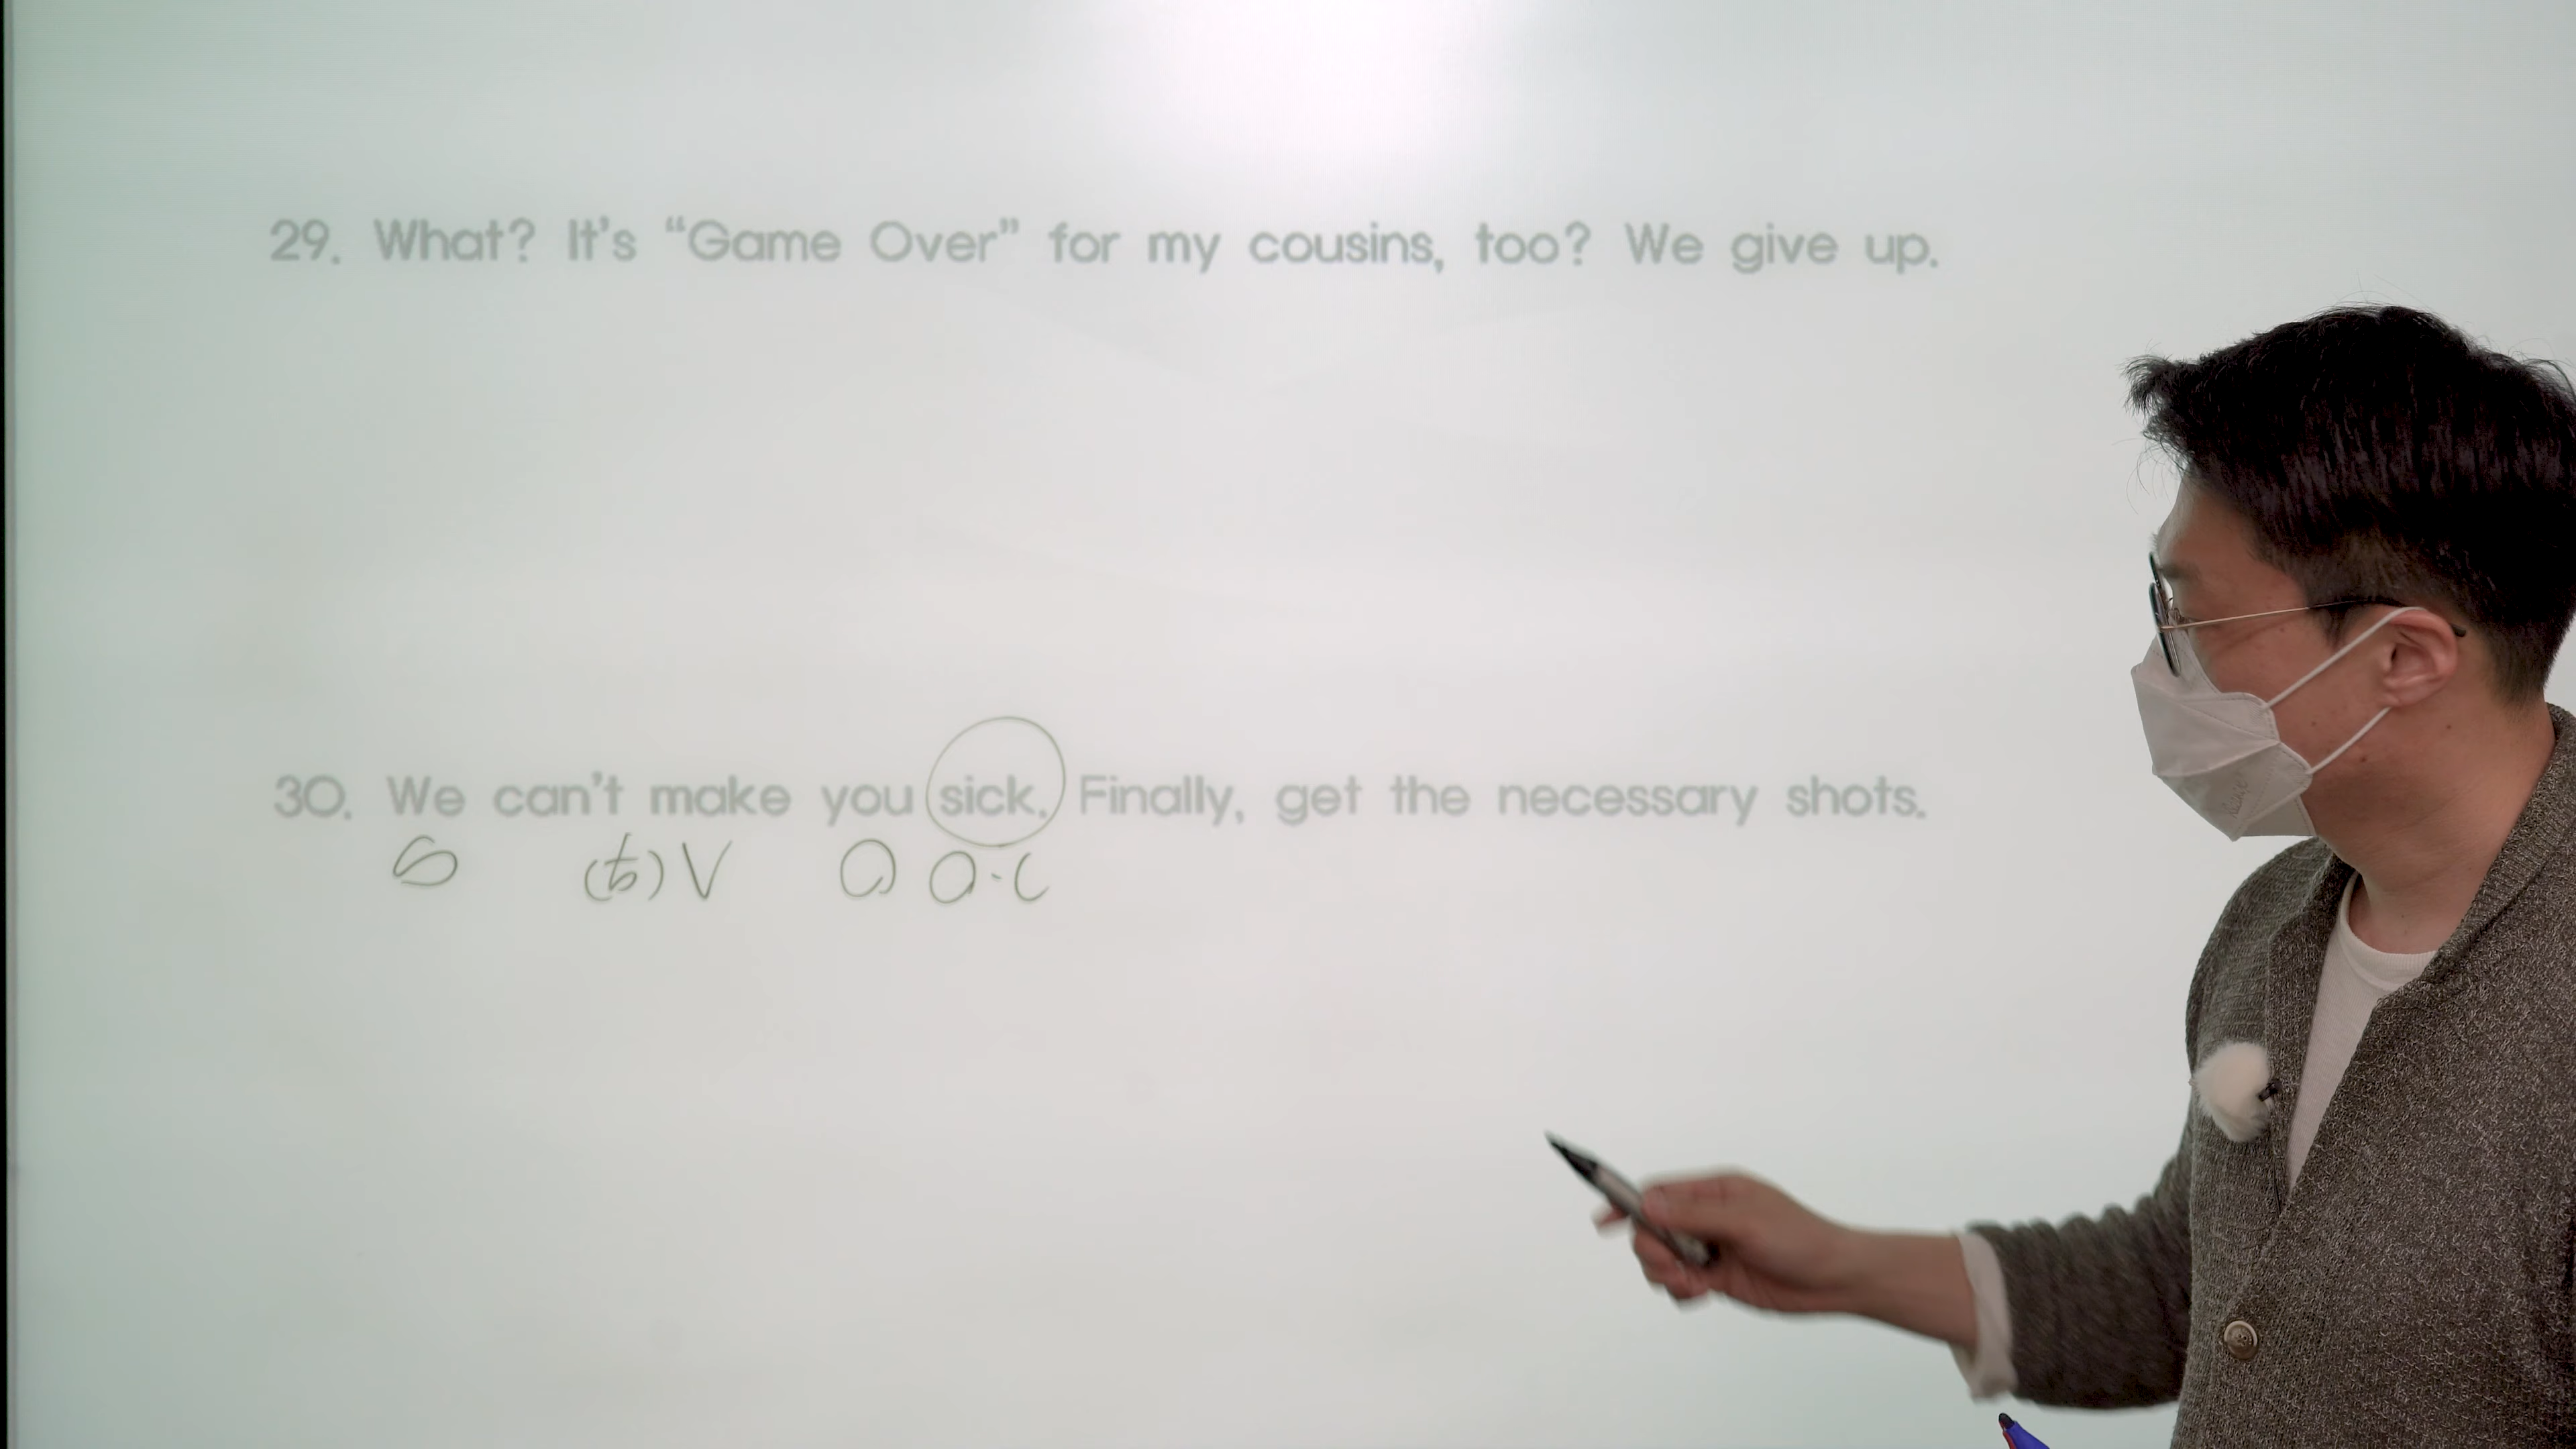 29. What? It's “Game Over” for my cousins, too? We give up.
30. We can't make you sick. Finally, get the necessary shots.
S V O O·C